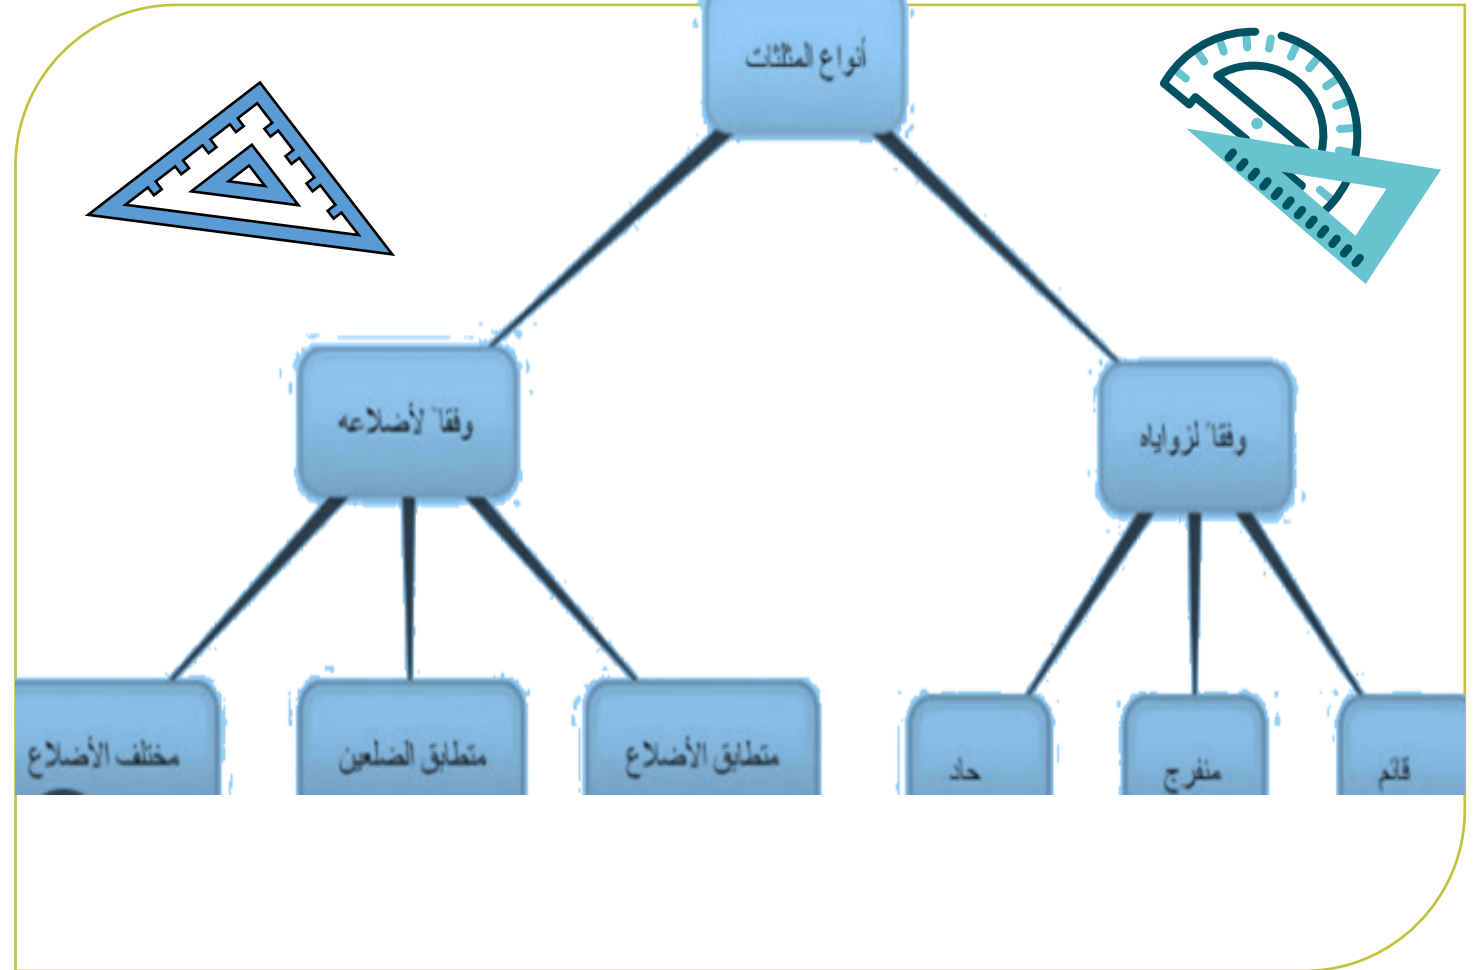 أنواع المثلثات
وفقا ً لزواياه
وفقا ً لأضلاعه
قائم
منفرج
حاد
متطابق الأضلاع
متطابق الضلعين
مختلف الأضلاع